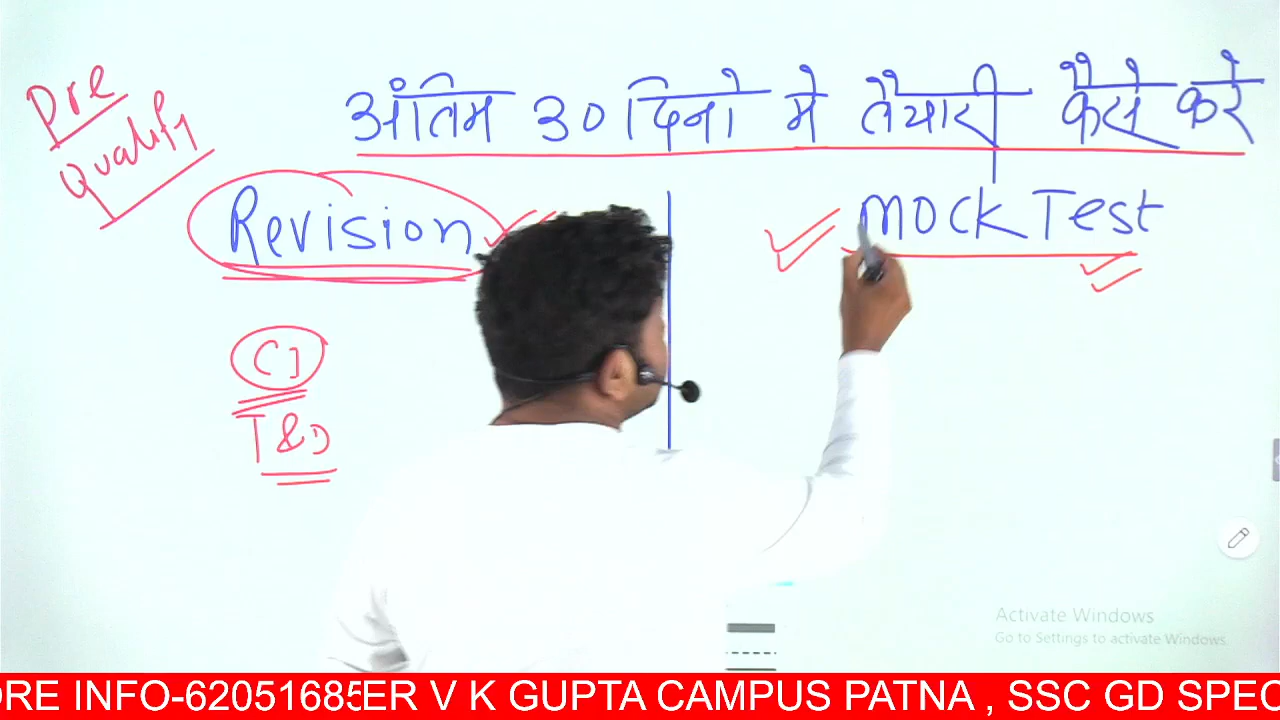 अंतिम 30 दिनो मे तैयारी कैसे करे
Pre
Qualify
Revision
Mock Test
CI
T&D
Activate Windows
Go to Settings to activate Windows.
ORE INFO-62051685ER V K GUPTA CAMPUS PATNA , SSC GD SPEC